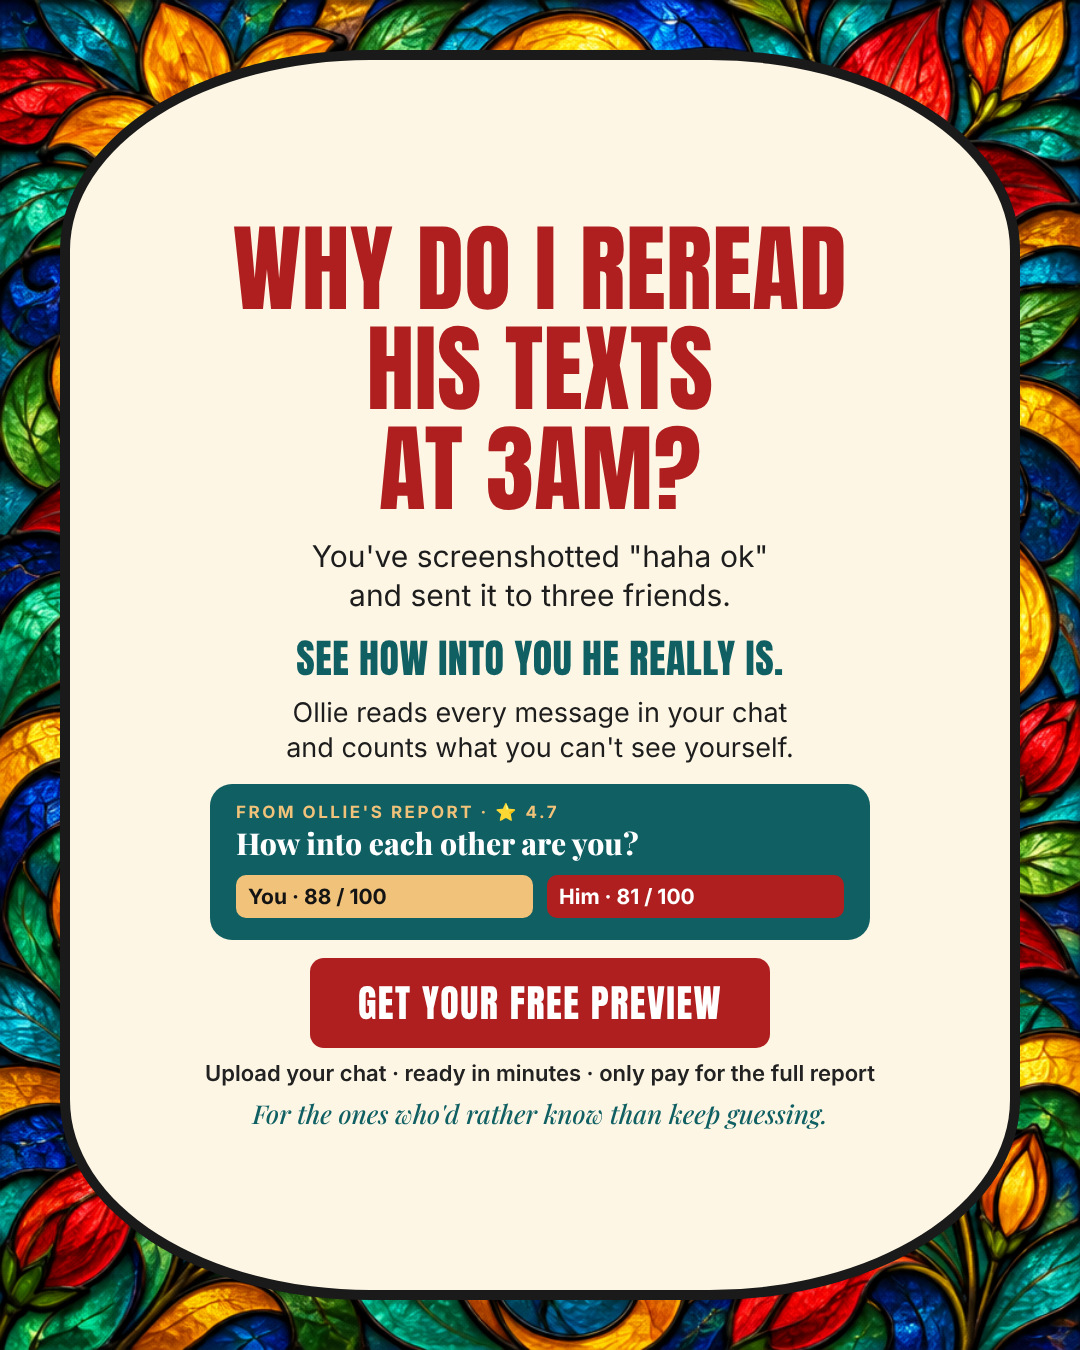 WHY DO I REREAD
HIS TEXTS
AT 3AM?
You've screenshotted "haha ok"
and sent it to three friends.
SEE HOW INTO YOU HE REALLY IS.
Ollie reads every message in your chat
and counts what you can't see yourself.
FROM OLLIE'S REPORT · ⭐ 4.7
How into each other are you?
You · 88 / 100
Him · 81 / 100
GET YOUR FREE PREVIEW
Upload your chat · ready in minutes · only pay for the full report
For the ones who'd rather know than keep guessing.